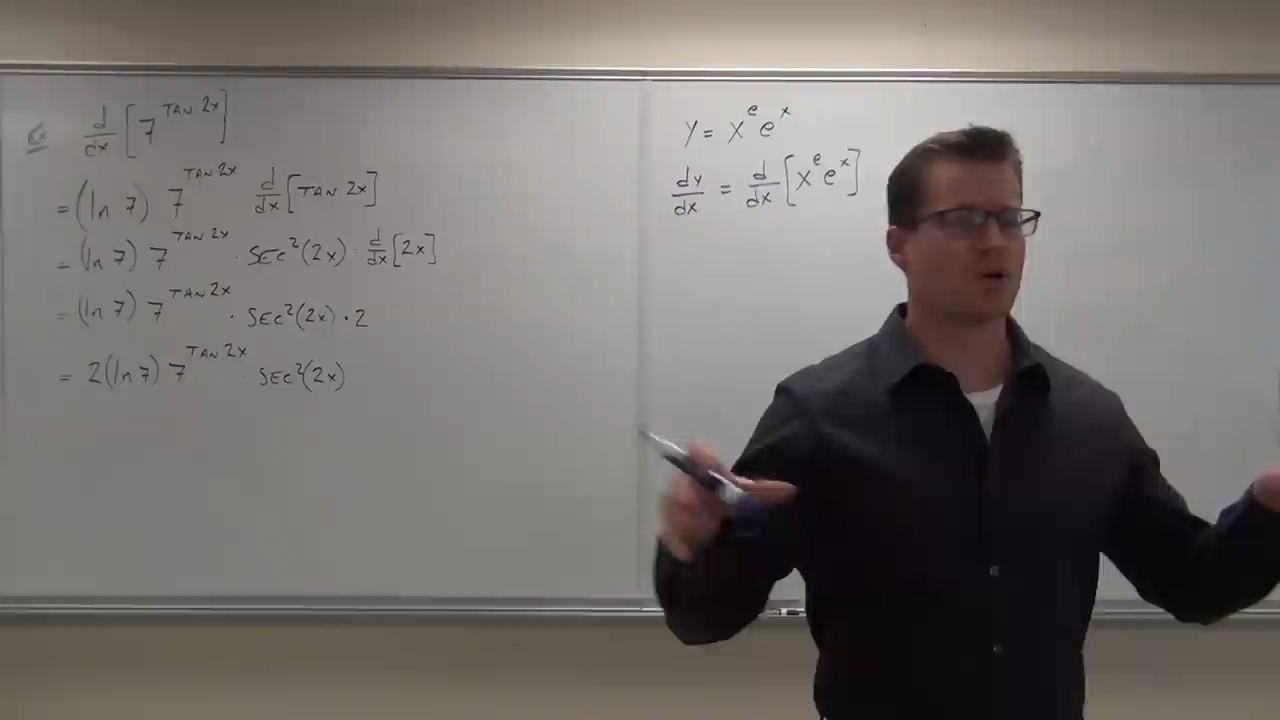 Ex d/dx [7^TAN 2x]
= (ln 7) 7^TAN 2x d/dx [TAN 2x]
= (ln 7) 7^TAN 2x · SEC²(2x) · d/dx [2x]
= (ln 7) 7^TAN 2x · SEC²(2x) · 2
= 2(ln 7) 7^TAN 2x · SEC²(2x)
y = x^e e^x
dy/dx = d/dx [x^e e^x]